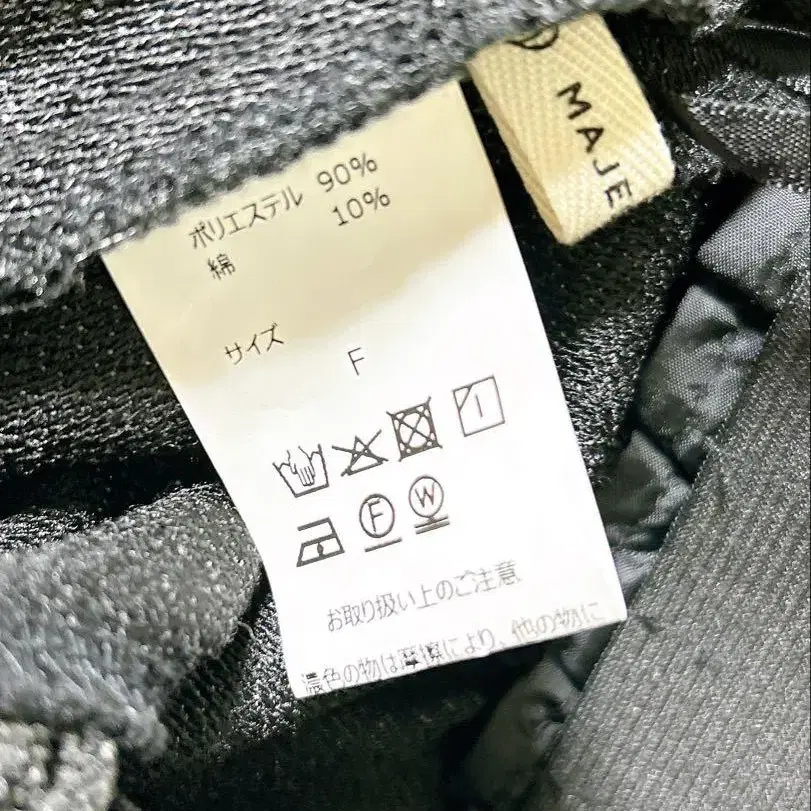 ポリエステル 90%
綿 10%
サイズ F
F W
お取り扱い上のご注意
濃色の物は摩擦により、他の物に
MAJE